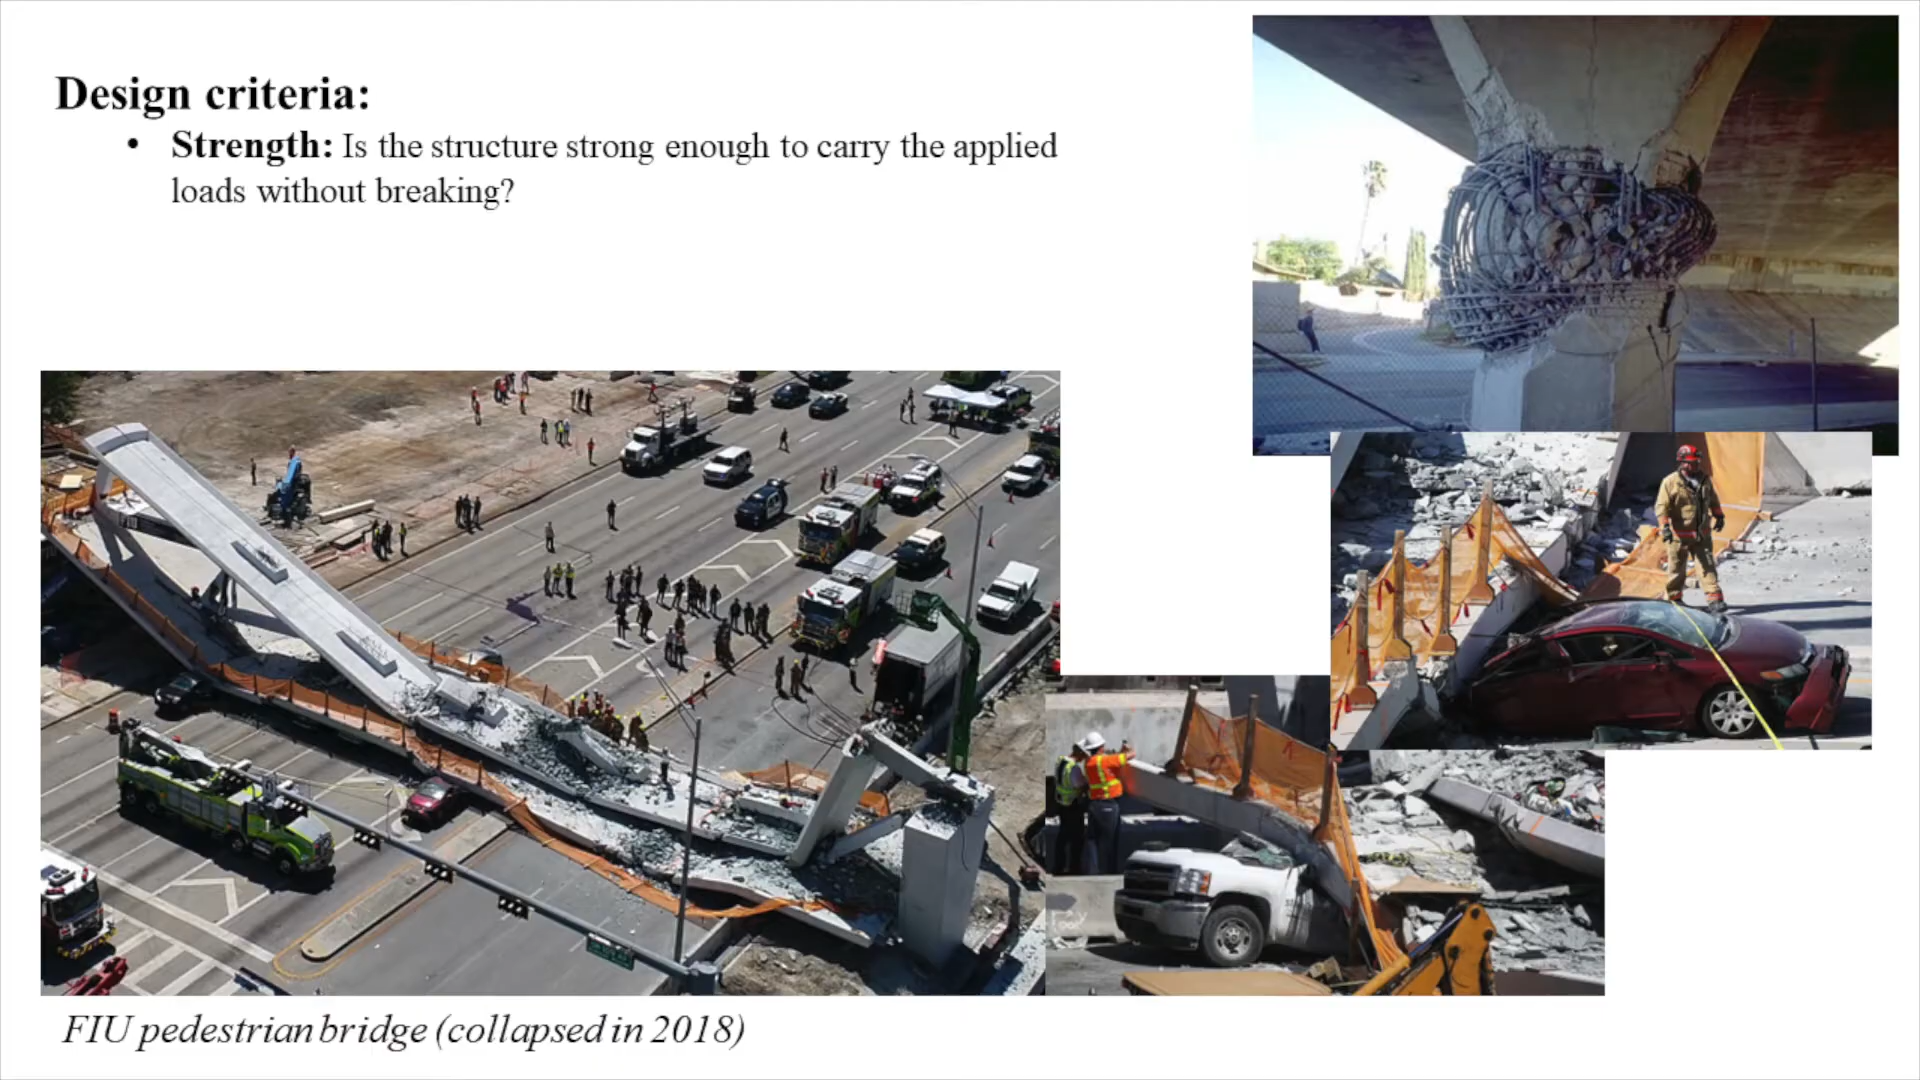 Design criteria:
• Strength: Is the structure strong enough to carry the applied
loads without breaking?
FIU
FIU pedestrian bridge (collapsed in 2018)